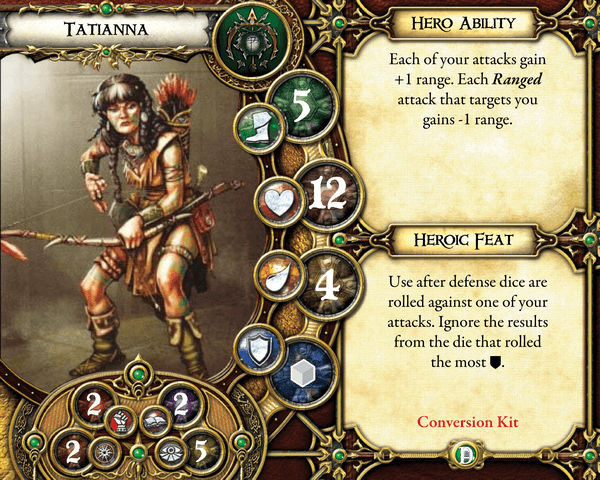 Tatianna
5
12
4
2
2
2
5
Hero Ability
Each of your attacks gain
+1 range. Each Ranged
attack that targets you
gains -1 range.
Heroic Feat
Use after defense dice are
rolled against one of your
attacks. Ignore the results
from the die that rolled
the most .
Conversion Kit
D